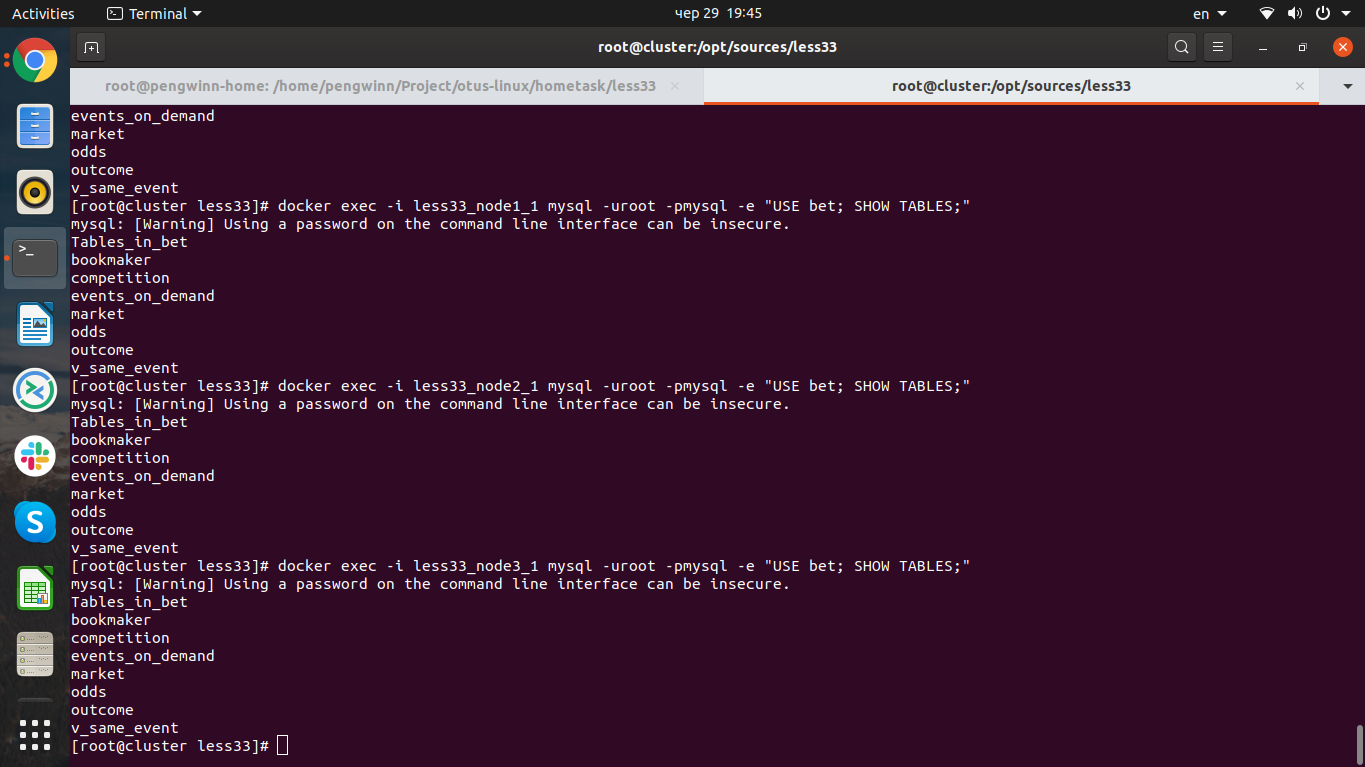 Activities
Terminal
чер 29 19:45
en
root@cluster:/opt/sources/less33
root@pengwinn-home: /home/pengwinn/Project/otus-linux/hometask/less33
root@cluster:/opt/sources/less33
events_on_demand
market
odds
outcome
v_same_event
[root@cluster less33]# docker exec -i less33_node1_1 mysql -uroot -pmysql -e "USE bet; SHOW TABLES;"
mysql: [Warning] Using a password on the command line interface can be insecure.
Tables_in_bet
bookmaker
competition
events_on_demand
market
odds
outcome
v_same_event
[root@cluster less33]# docker exec -i less33_node2_1 mysql -uroot -pmysql -e "USE bet; SHOW TABLES;"
mysql: [Warning] Using a password on the command line interface can be insecure.
Tables_in_bet
bookmaker
competition
events_on_demand
market
odds
outcome
v_same_event
[root@cluster less33]# docker exec -i less33_node3_1 mysql -uroot -pmysql -e "USE bet; SHOW TABLES;"
mysql: [Warning] Using a password on the command line interface can be insecure.
Tables_in_bet
bookmaker
competition
events_on_demand
market
odds
outcome
v_same_event
[root@cluster less33]#